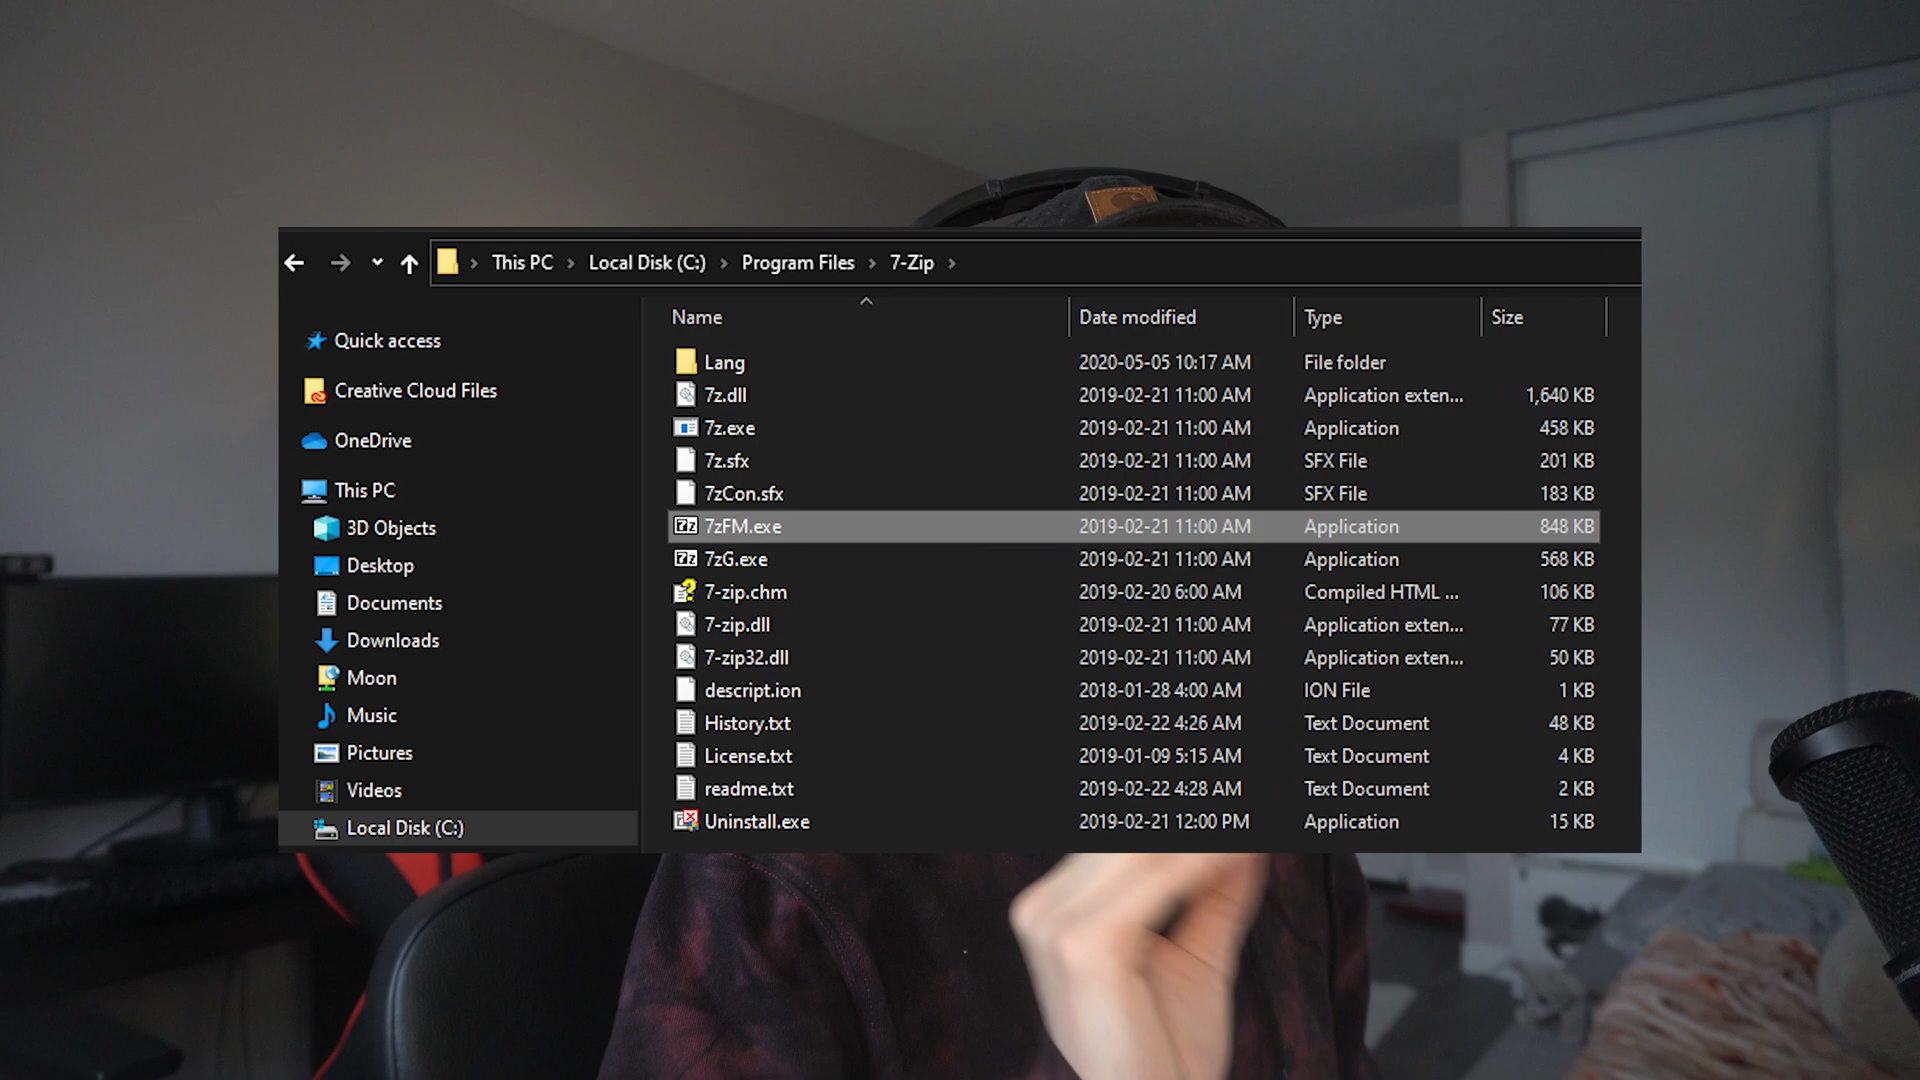 This PC > Local Disk (C:) > Program Files > 7-Zip >
Name Date modified Type Size
Quick access
Creative Cloud Files
OneDrive
This PC
3D Objects
Desktop
Documents
Downloads
Moon
Music
Pictures
Videos
Local Disk (C:)
Lang 2020-05-05 10:17 AM File folder
7z.dll 2019-02-21 11:00 AM Application exten... 1,640 KB
7z.exe 2019-02-21 11:00 AM Application 458 KB
7z.sfx 2019-02-21 11:00 AM SFX File 201 KB
7zCon.sfx 2019-02-21 11:00 AM SFX File 183 KB
7zFM.exe 2019-02-21 11:00 AM Application 848 KB
7zG.exe 2019-02-21 11:00 AM Application 568 KB
7-zip.chm 2019-02-20 6:00 AM Compiled HTML ... 106 KB
7-zip.dll 2019-02-21 11:00 AM Application exten... 77 KB
7-zip32.dll 2019-02-21 11:00 AM Application exten... 50 KB
descript.ion 2018-01-28 4:00 AM ION File 1 KB
History.txt 2019-02-22 4:26 AM Text Document 48 KB
License.txt 2019-01-09 5:15 AM Text Document 4 KB
readme.txt 2019-02-22 4:28 AM Text Document 2 KB
Uninstall.exe 2019-02-21 12:00 PM Application 15 KB